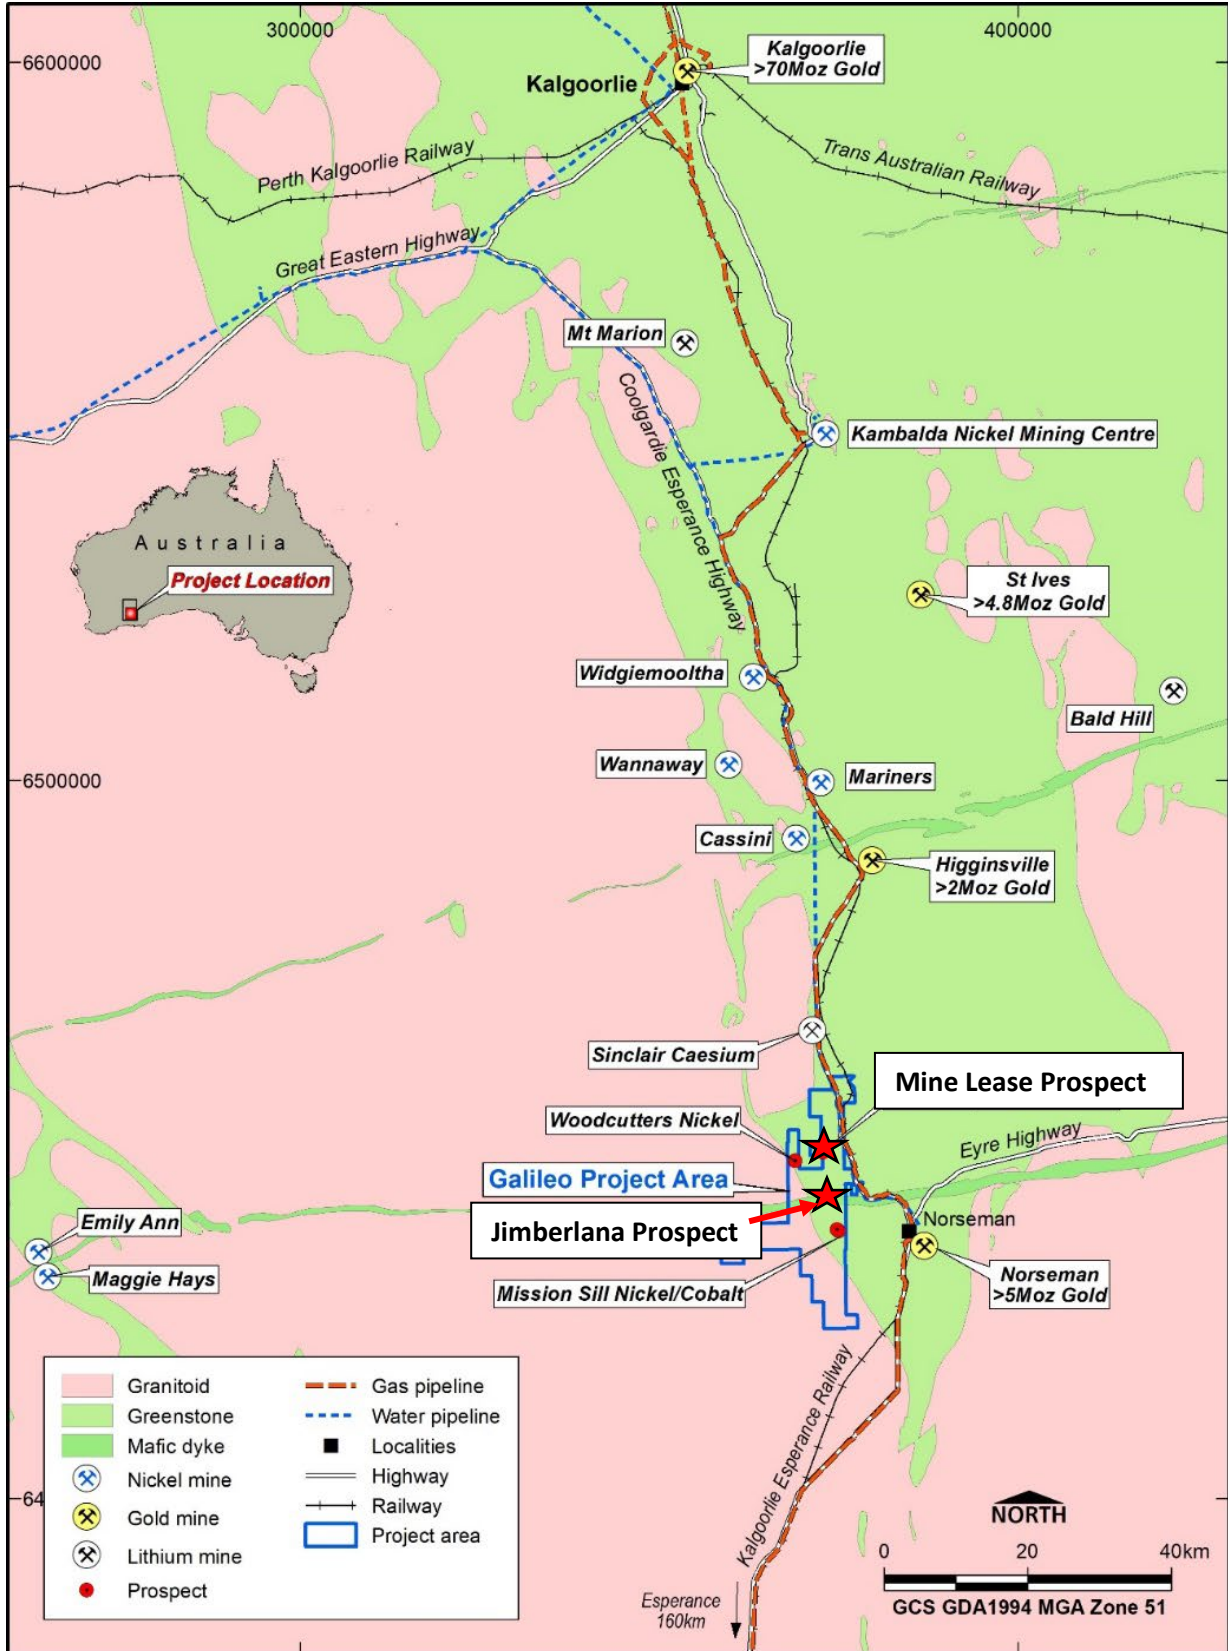 300000
400000
6600000
Kalgoorlie
>70Moz Gold
Kalgoorlie
Perth Kalgoorlie Railway
Trans Australian Railway
Great Eastern Highway
Mt Marion
Coolgardie Esperance Highway
Kambalda Nickel Mining Centre
Australia
Project Location
St Ives
>4.8Moz Gold
Widgiemooltha
Bald Hill
Wannaway
Mariners
6500000
Cassini
Higginsville
>2Moz Gold
Sinclair Caesium
Mine Lease Prospect
Woodcutters Nickel
Eyre Highway
Galileo Project Area
Jimberlana Prospect
Norseman
Emily Ann
Maggie Hays
Mission Sill Nickel/Cobalt
Norseman
>5Moz Gold
Kalgoorlie Esperance Railway
Granitoid
Greenstone
Mafic dyke
Nickel mine
Gold mine
Lithium mine
Prospect
Gas pipeline
Water pipeline
Localities
Highway
Railway
Project area
64
Esperance
160km
NORTH
0 20 40km
GCS GDA1994 MGA Zone 51